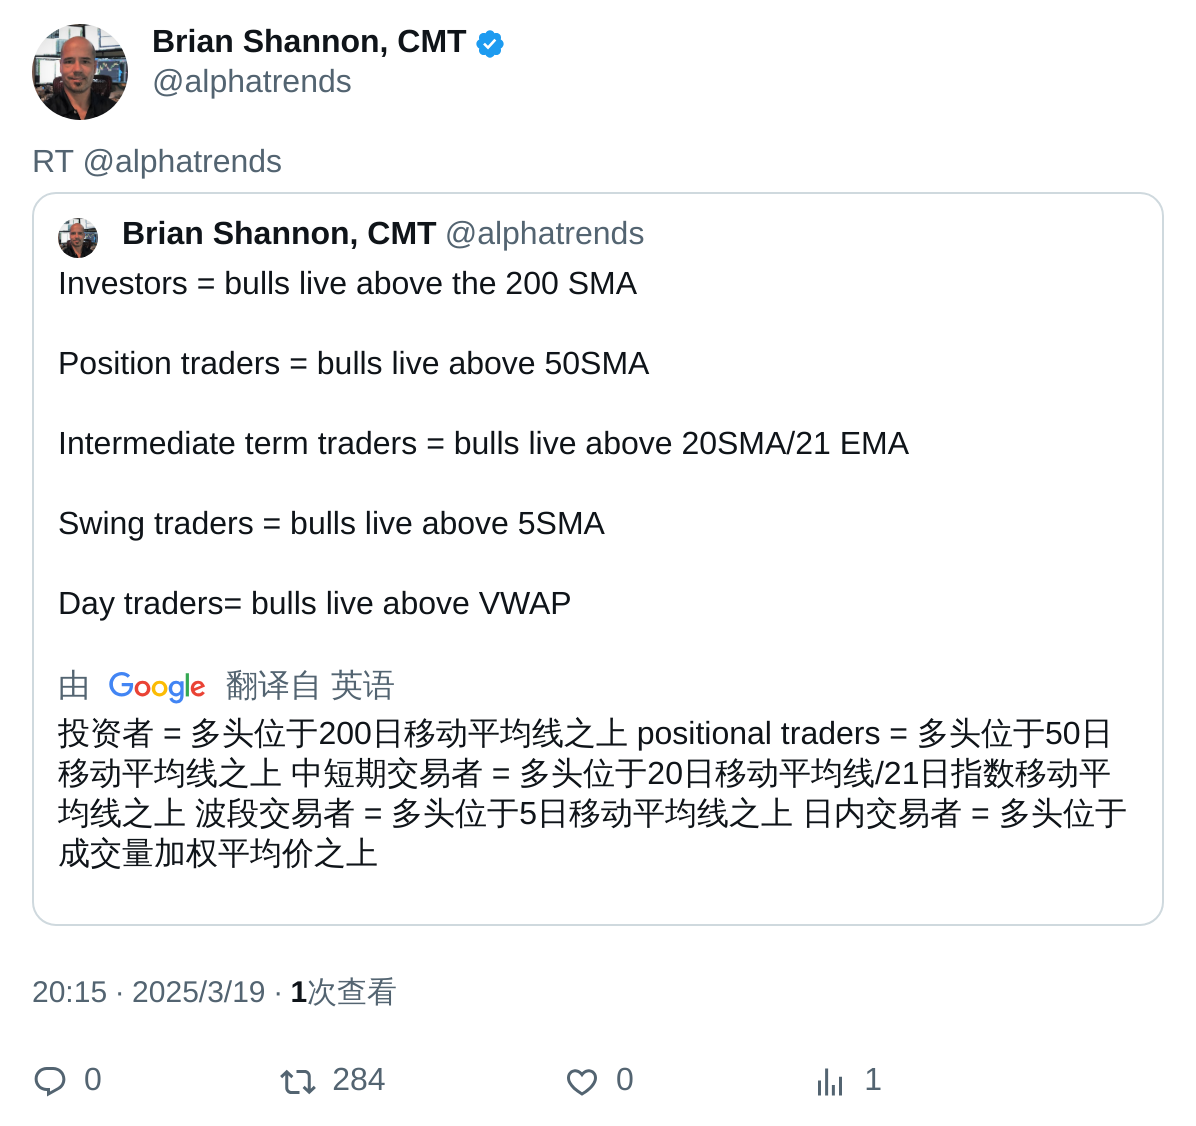 Brian Shannon, CMT
@alphatrends
RT @alphatrends
Brian Shannon, CMT @alphatrends
Investors = bulls live above the 200 SMA
Position traders = bulls live above 50SMA
Intermediate term traders = bulls live above 20SMA/21 EMA
Swing traders = bulls live above 5SMA
Day traders= bulls live above VWAP
由 Google 翻译自 英语
投资者 = 多头位于200日移动平均线之上 positional traders = 多头位于50日
移动平均线之上 中短期交易者 = 多头位于20日移动平均线/21日指数移动平
均线之上 波段交易者 = 多头位于5日移动平均线之上 日内交易者 = 多头位于
成交量加权平均价之上
20:15 · 2025/3/19 · 1次查看
0 284 0 1